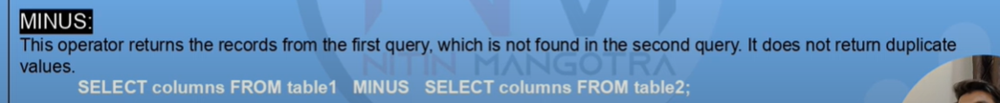 MINUS:
This operator returns the records from the first query, which is not found in the second query. It does not return duplicate
values.
NITIN MANGOTRA
SELECT columns FROM table1 MINUS SELECT columns FROM table2;